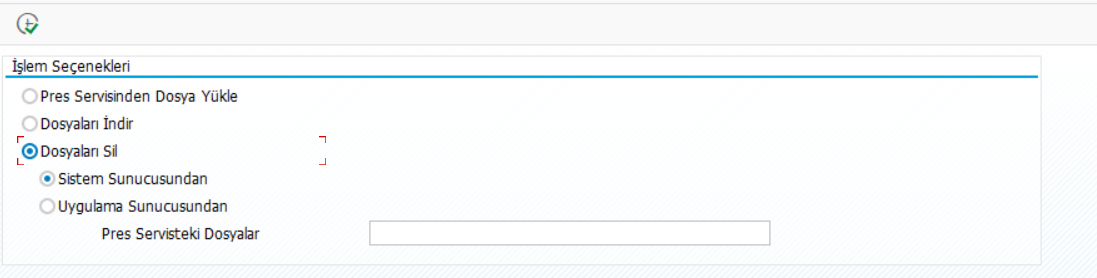 İşlem Seçenekleri
Pres Servisinden Dosya Yükle
Dosyaları İndir
Dosyaları Sil
Sistem Sunucusundan
Uygulama Sunucusundan
Pres Servisteki Dosyalar